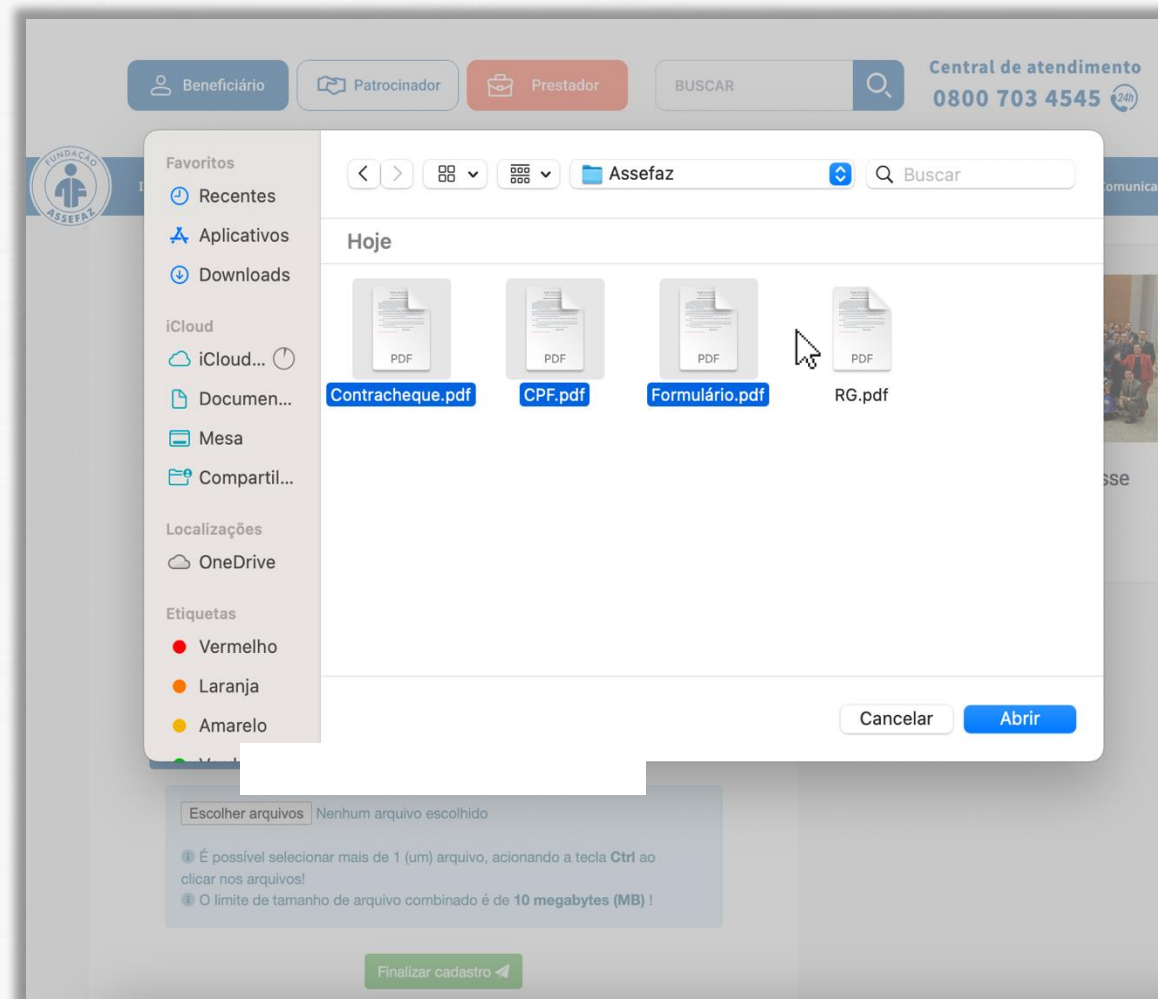 Beneficiário
Patrocinador
Prestador
BUSCAR
Central de atendimento
0800 703 4545 24h
FUNDAÇÃO
ASSEFAZ
omunica
Favoritos
Recentes
Aplicativos
Downloads
iCloud
iCloud...
Documen...
Mesa
Compartil...
Localizações
OneDrive
Etiquetas
Vermelho
Laranja
Amarelo
Assefaz
Buscar
Hoje
PDF
PDF
PDF
PDF
Contracheque.pdf
CPF.pdf
Formulário.pdf
RG.pdf
sse
Cancelar
Abrir
Escolher arquivos Nenhum arquivo escolhido
É possível selecionar mais de 1 (um) arquivo, acionando a tecla Ctrl ao
clicar nos arquivos!
O limite de tamanho de arquivo combinado é de 10 megabytes (MB) !
Finalizar cadastro